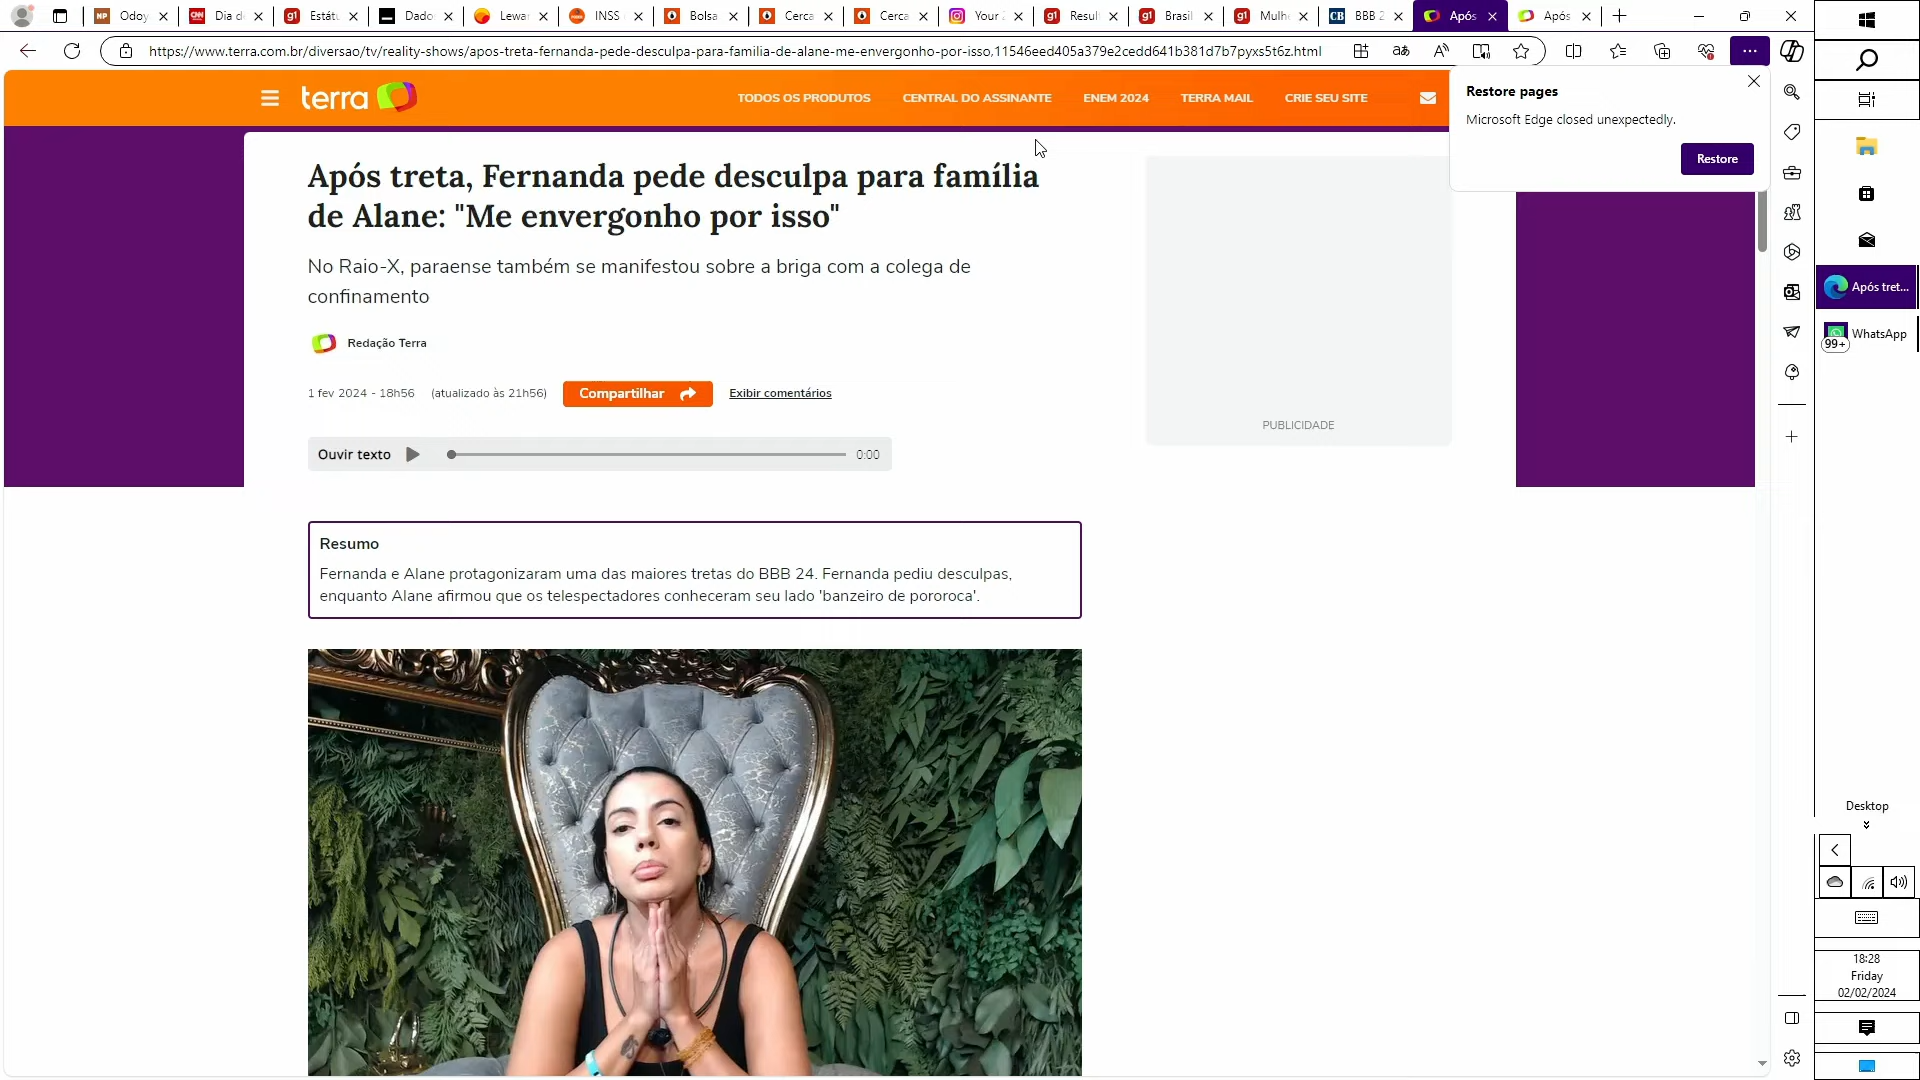 Odoy
Dia d
Estátu
Dado
Lewa
INSS
Bolsa
Cerca
Cerca
Your
Result
Brasil
Mulh
BBB 2
Após
Após
https://www.terra.com.br/diversao/tv/reality-shows/apos-treta-fernanda-pede-desculpa-para-familia-de-alane-me-envergonho-por-isso,11546eed405a379e2cedd641b381d7b7pyxs5t6z.html
terra
TODOS OS PRODUTOS
CENTRAL DO ASSINANTE
ENEM 2024
TERRA MAIL
CRIE SEU SITE
Restore pages
Microsoft Edge closed unexpectedly.
Restore
Após treta, Fernanda pede desculpa para família
de Alane: "Me envergonho por isso"
No Raio-X, paraense também se manifestou sobre a briga com a colega de
confinamento
Redação Terra
1 fev 2024 - 18h56
(atualizado às 21h56)
Compartilhar
Exibir comentários
Ouvir texto
0:00
PUBLICIDADE
Resumo
Fernanda e Alane protagonizaram uma das maiores tretas do BBB 24. Fernanda pediu desculpas,
enquanto Alane afirmou que os telespectadores conheceram seu lado 'banzeiro de pororoca'.
Após tret...
WhatsApp
99+
Desktop
18:28
Friday
02/02/2024